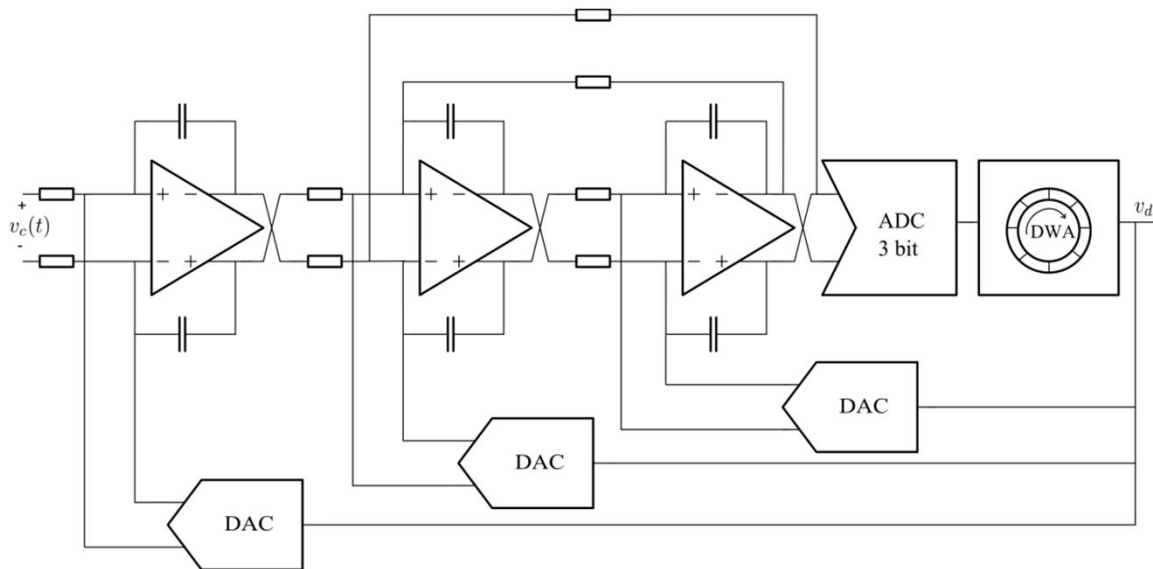 +
v_c(t)
-
+ −
− +
+ −
− +
+ −
− +
ADC
3 bit
DWA
v_d
DAC
DAC
DAC